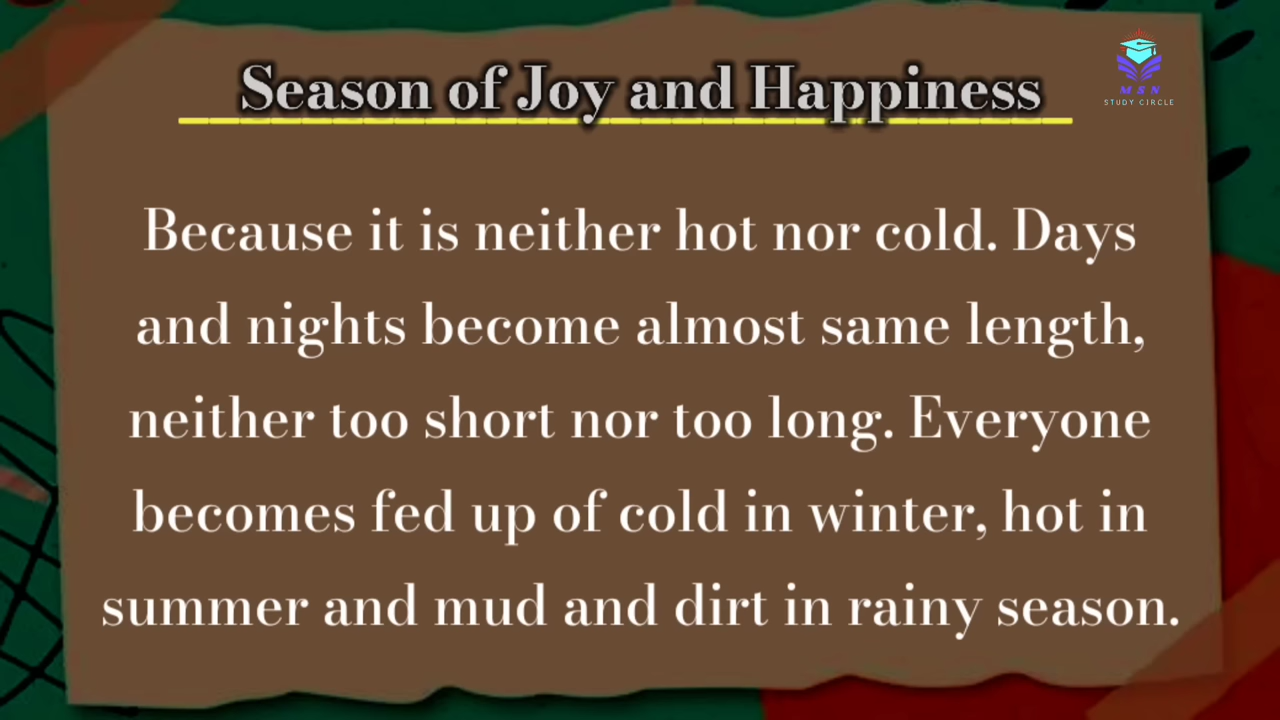 Season of Joy and Happiness
MSN
STUDY CIRCLE
Because it is neither hot nor cold. Days
and nights become almost same length,
neither too short nor too long. Everyone
becomes fed up of cold in winter, hot in
summer and mud and dirt in rainy season.